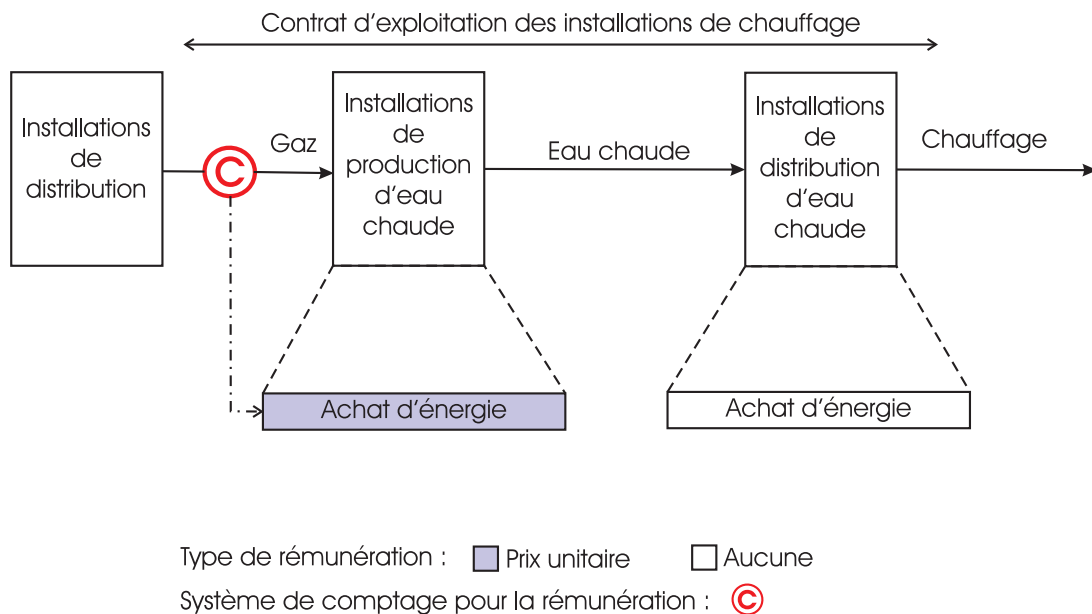 Contrat d'exploitation des installations de chauffage
Installations
de
distribution
C
Gaz
Installations
de
production
d'eau
chaude
Eau chaude
Installations
de
distribution
d'eau
chaude
Chauffage
Achat d'énergie
Achat d'énergie
Type de rémunération : Prix unitaire Aucune
Système de comptage pour la rémunération : C